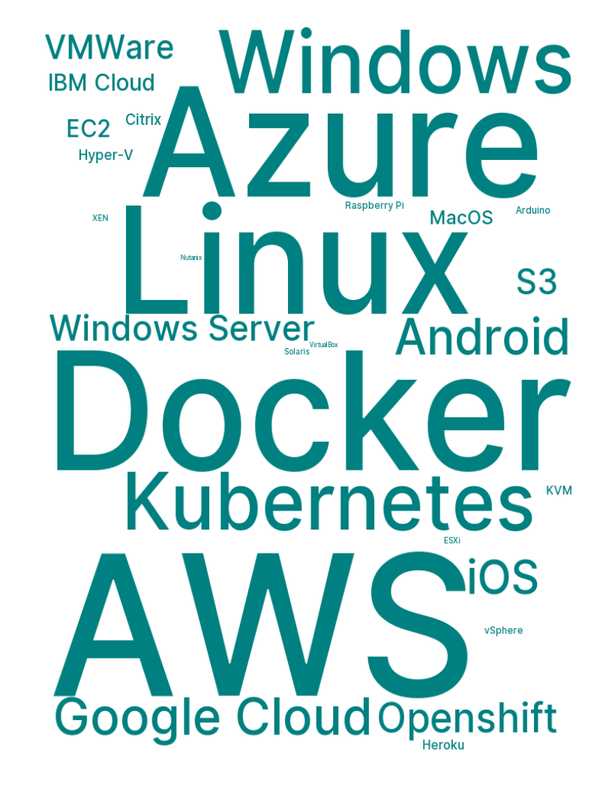 VMWare
Windows
IBM Cloud
Azure
EC2
Citrix
Hyper-V
Raspberry Pi
Arduino
MacOS
XEN
Linux
Nutanix
S3
Windows Server
Android
VirtualBox
Solaris
Docker
Kubernetes
KVM
ESXi
iOS
AWS
vSphere
Google Cloud
Openshift
Heroku